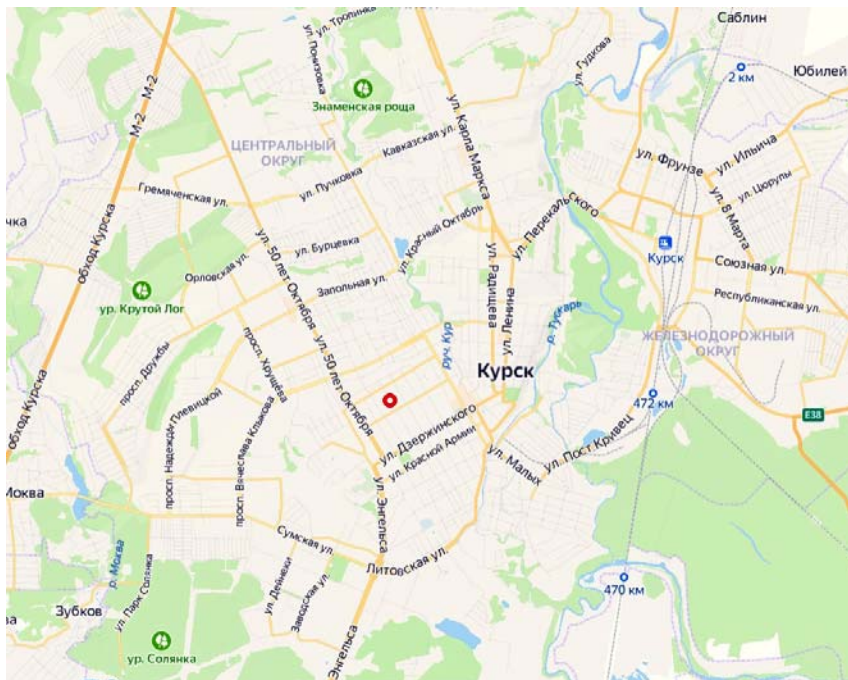 ул. Тропинка
Саблин
ул. Понизовка
ул. Гудкова
2 км
Юбилей
М-2
М-2
Знаменская роща
ул. Карла Маркса
ЦЕНТРАЛЬНЫЙ
ОКРУГ
Кавказская ул.
ул. Фрунзе
ул. Ильича
Гремяченская ул.
ул. Пучковка
ул. Цюрупы
ул. 8 Марта
ул. Перекальского
обход Курска
ул. Красный Октябрь
ул. 50 лет Октября
ул. Бурцевка
Курск
Орловская ул.
ул. Радищева
Союзная ул.
Запольная ул.
ул. Ленина
Республиканская ул.
ур. Крутой Лог
р. Тускарь
руч. Кур
ЖЕЛЕЗНОДОРОЖНЫЙ
ОКРУГ
просп. Хрущёва
просп. Дружбы
ул. 50 лет Октября
Курск
обход Курска
просп. Надежды Плевицкой
просп. Вячеслава Клыкова
472 км
E38
ул. Дзержинского
ул. Красной Армии
ул. Малых
ул. Пост Кривец
Моква
ул. Энгельса
Сумская ул.
р. Моква
Литовская ул.
470 км
ул. Дейнеки
Заводская ул.
Зубков
ва
ул. Парк Солянка
ур. Солянка
Энгельса